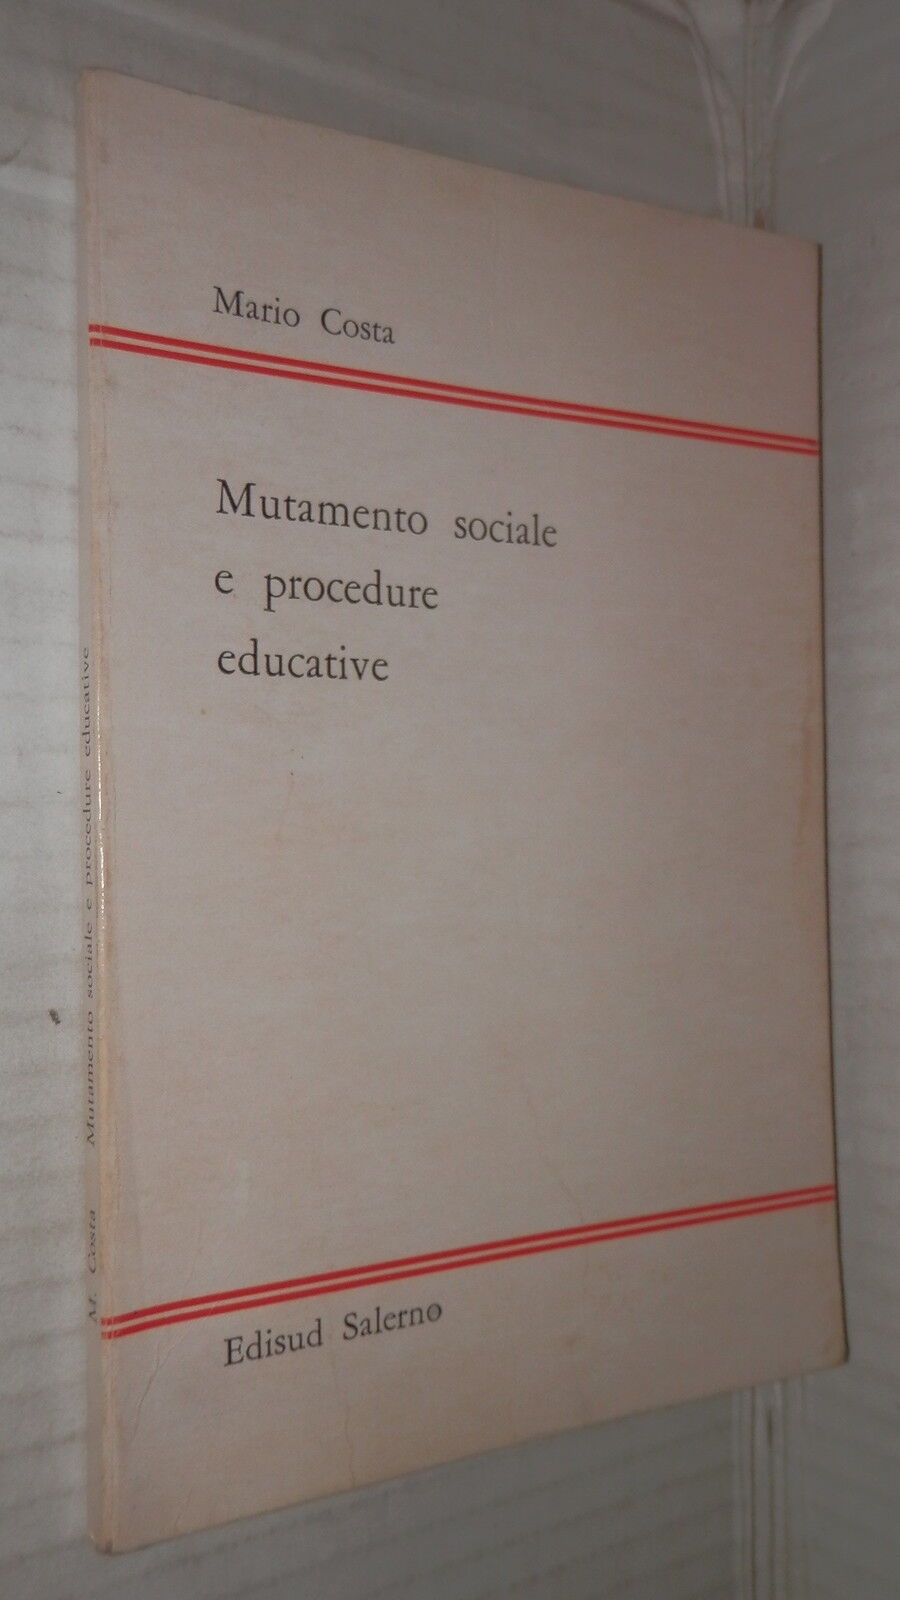 Mario Costa
Mutamento sociale
e procedure
educative
Edisud Salerno
M. Costa Mutamento sociale e procedure educative